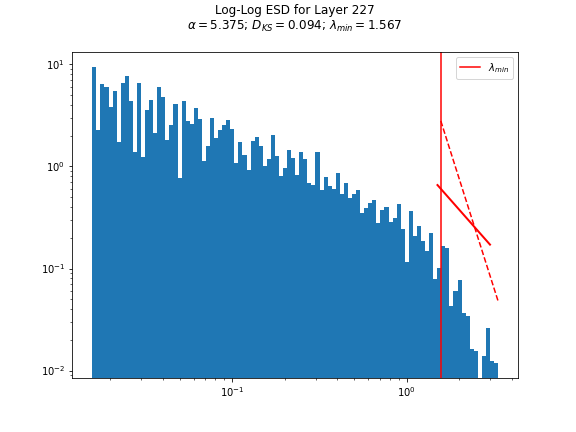 Log-Log ESD for Layer 227
α = 5.375; D_KS = 0.094; λ_min = 1.567
λ_min
10¹
10⁰
10⁻¹
10⁻²
10⁻¹ 10⁰